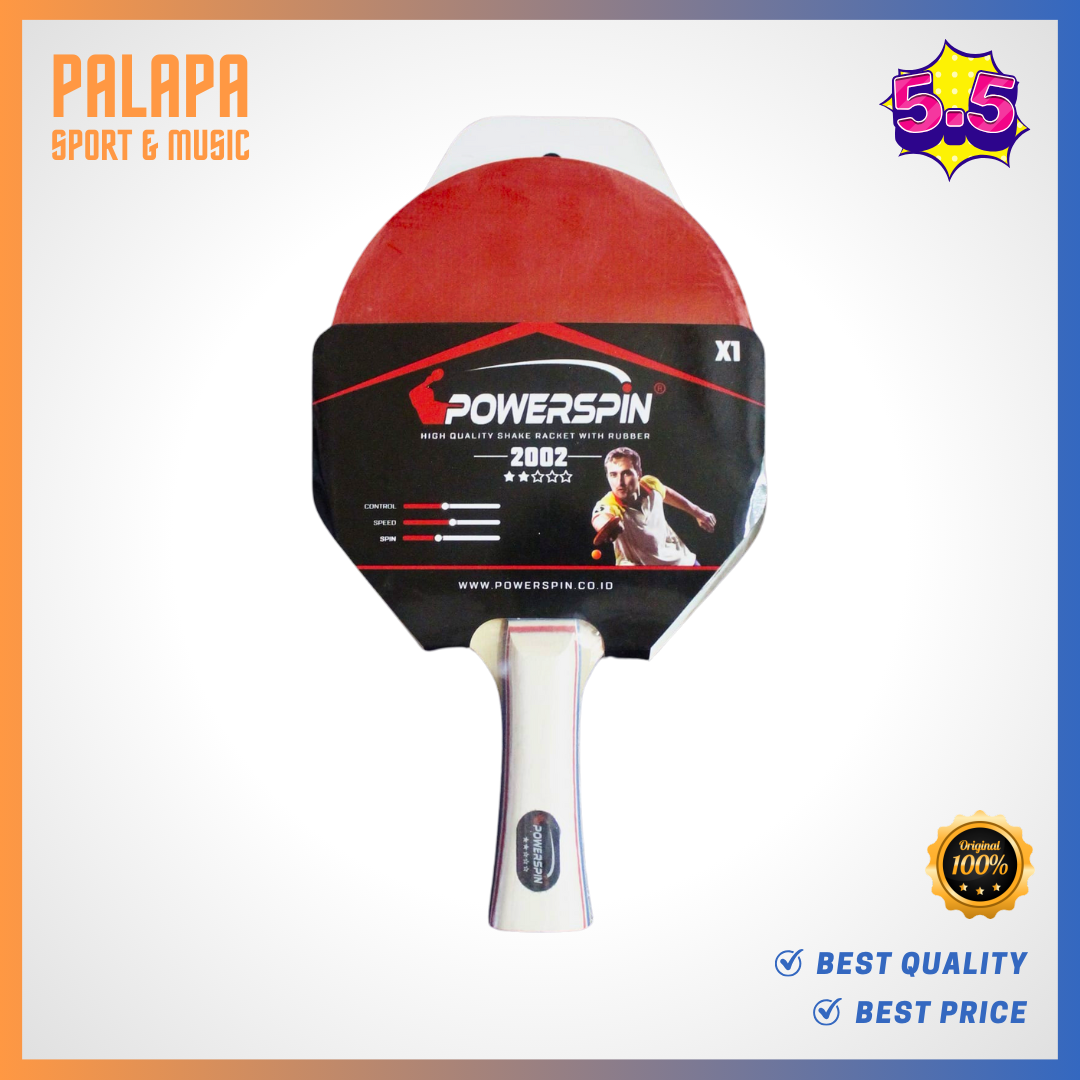 PALAPA
SPORT & MUSIC
5.5
X1
POWERSPIN®
HIGH QUALITY SHAKE RACKET WITH RUBBER
2002
CONTROL
SPEED
SPIN
WWW.POWERSPIN.CO.ID
POWERSPIN
Original
100%
BEST QUALITY
BEST PRICE